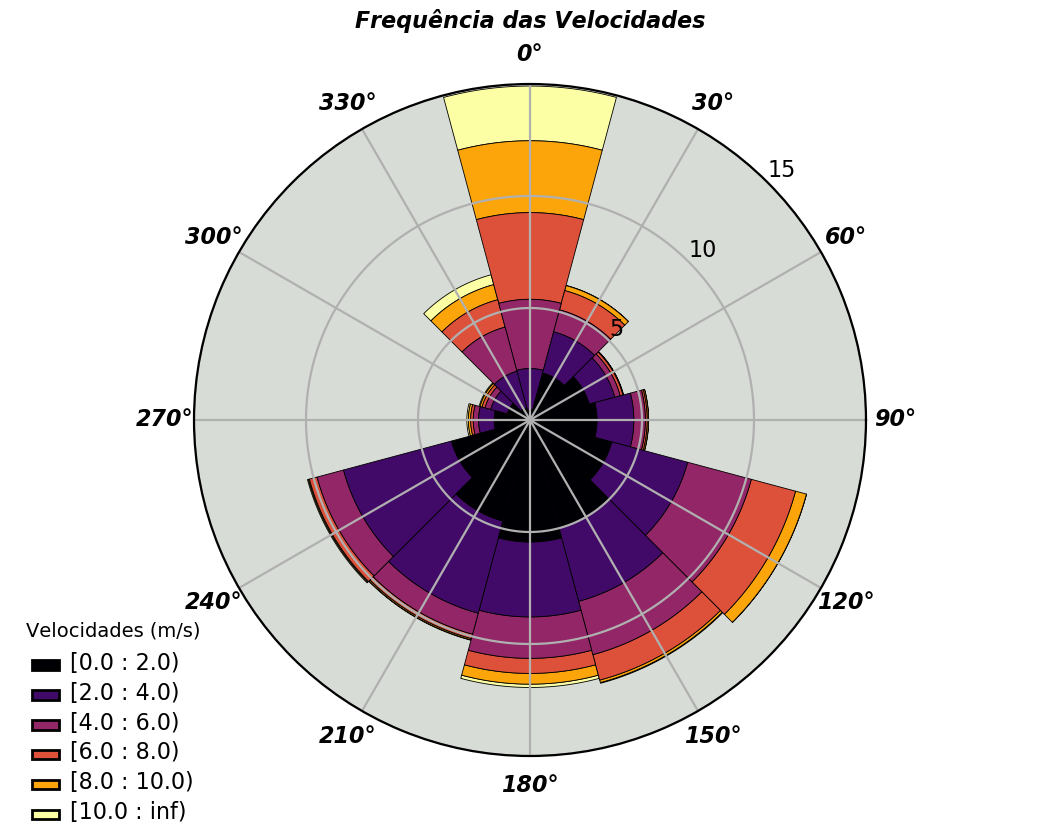 Frequência das Velocidades
0°
330°
30°
15
300°
60°
10
5
270°
90°
240°
120°
210°
150°
180°
Velocidades (m/s)
[0.0 : 2.0)
[2.0 : 4.0)
[4.0 : 6.0)
[6.0 : 8.0)
[8.0 : 10.0)
[10.0 : inf)